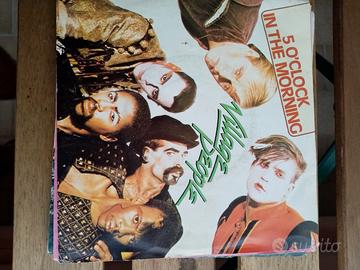 5 O'CLOCK
IN THE MORNING
Village
People
subito